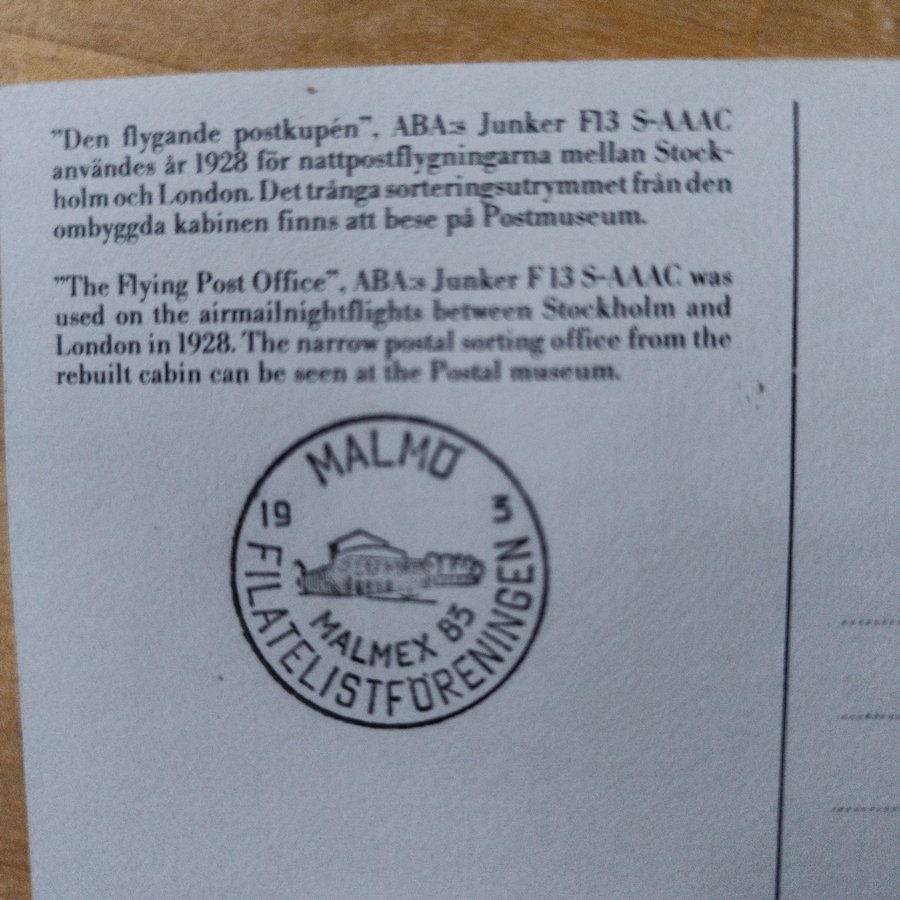 "Den flygande postkupén", ABA:s Junker F13 S-AAAC
användes år 1928 för nattpostflygningarna mellan Stock-
holm och London. Det trånga sorteringsutrymmet från den
ombyggda kabinen finns att bese på Postmuseum.
"The Flying Post Office", ABA:s Junker F 13 S-AAAC was
used on the airmailnightflights between Stockholm and
London in 1928. The narrow postal sorting office from the
rebuilt cabin can be seen at the Postal museum.
MALMÖ
19
MALMEX 83
FILATELISTFÖRENINGEN